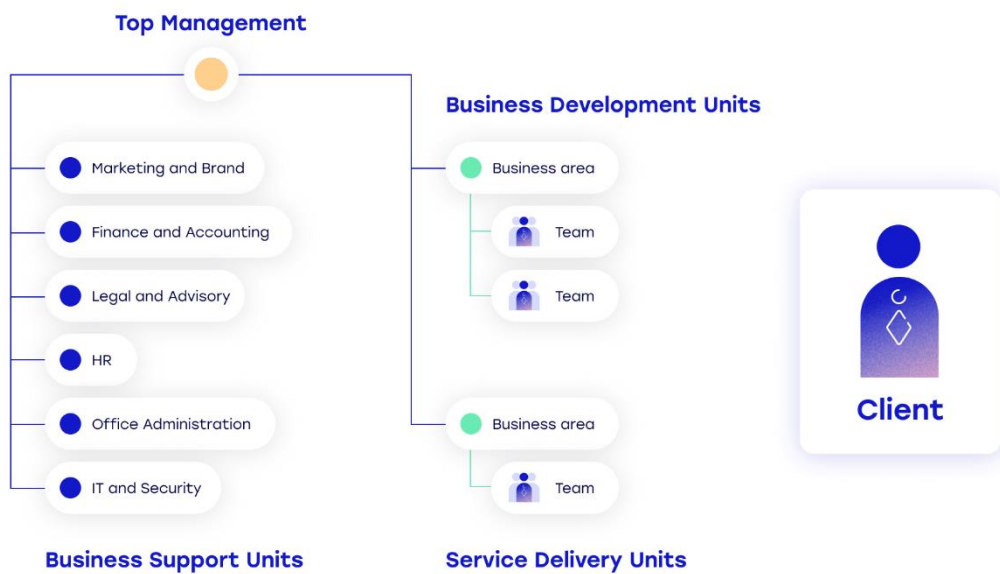 Top Management
Marketing and Brand
Finance and Accounting
Legal and Advisory
HR
Office Administration
IT and Security
Business Support Units
Business Development Units
Business area
Team
Team
Business area
Team
Service Delivery Units
Client